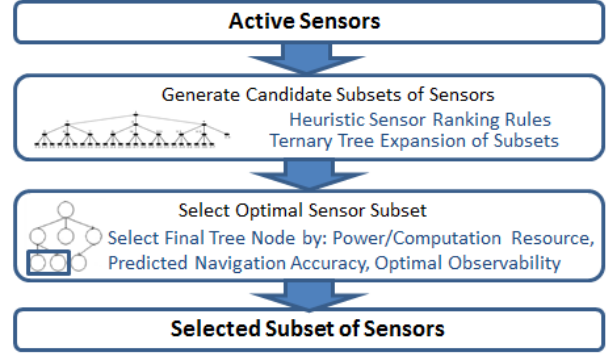 Active Sensors
Generate Candidate Subsets of Sensors
Heuristic Sensor Ranking Rules
Ternary Tree Expansion of Subsets
Select Optimal Sensor Subset
Select Final Tree Node by: Power/Computation Resource,
Predicted Navigation Accuracy, Optimal Observability
Selected Subset of Sensors